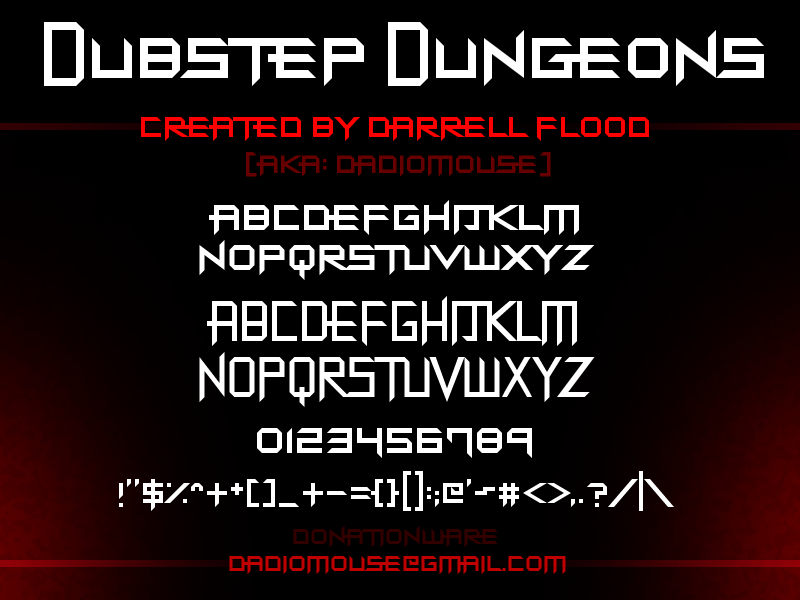 Dubstep Dungeons
CREATED BY DARRELL FLOOD
[AKA: DADIOMOUSE]
ABCDEFGHIJKLM
NOPQRSTUVWXYZ
ABCDEFGHIJKLM
NOPQRSTUVWXYZ
0123456789
!"$%^+*[]_+-={}[]:;@'~#<>,.?/|\
DONATIONWARE
DADIOMOUSE@GMAIL.COM